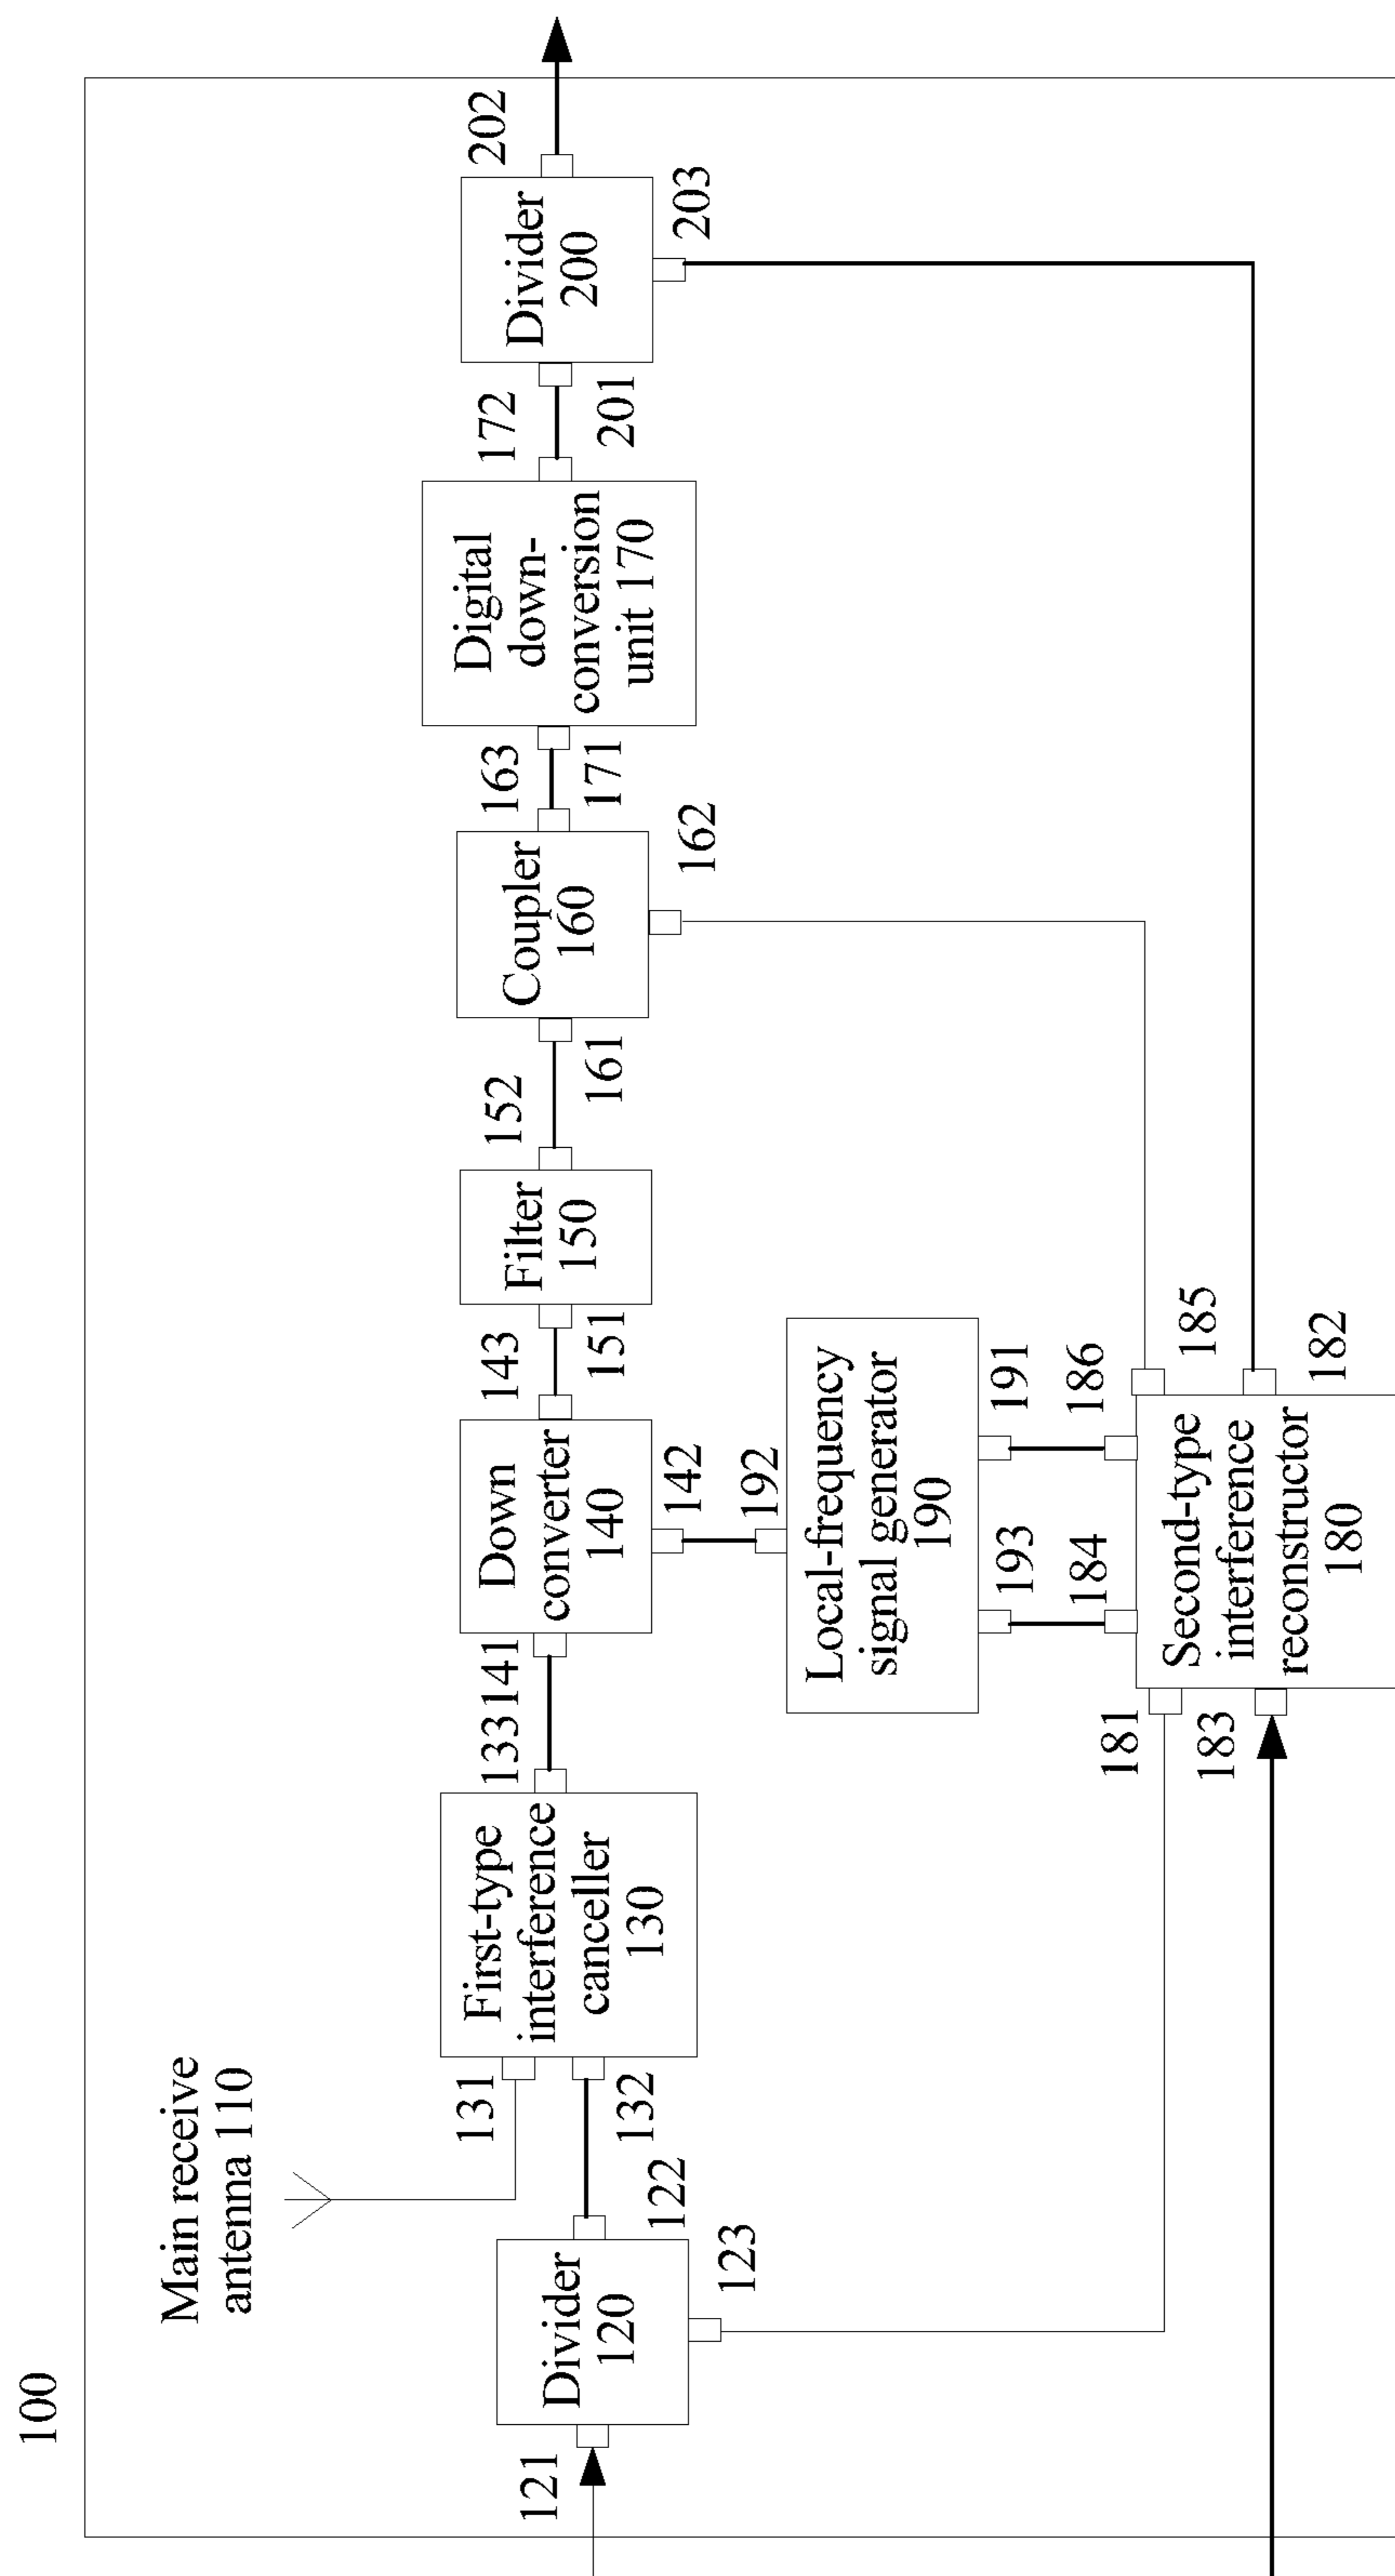 100
Main receive
antenna 110
121
Divider
120
122
123
131
132
First-type
interference
canceller
130
133
141
Down
converter
140
142
143
151
Filter
150
152
161
Coupler
160
162
163
171
Digital
down-
conversion
unit 170
172
201
Divider
200
202
203
192
Local-frequency
signal generator
190
193
191
184
186
181
183
Second-type
interference
reconstructor
180
185
182